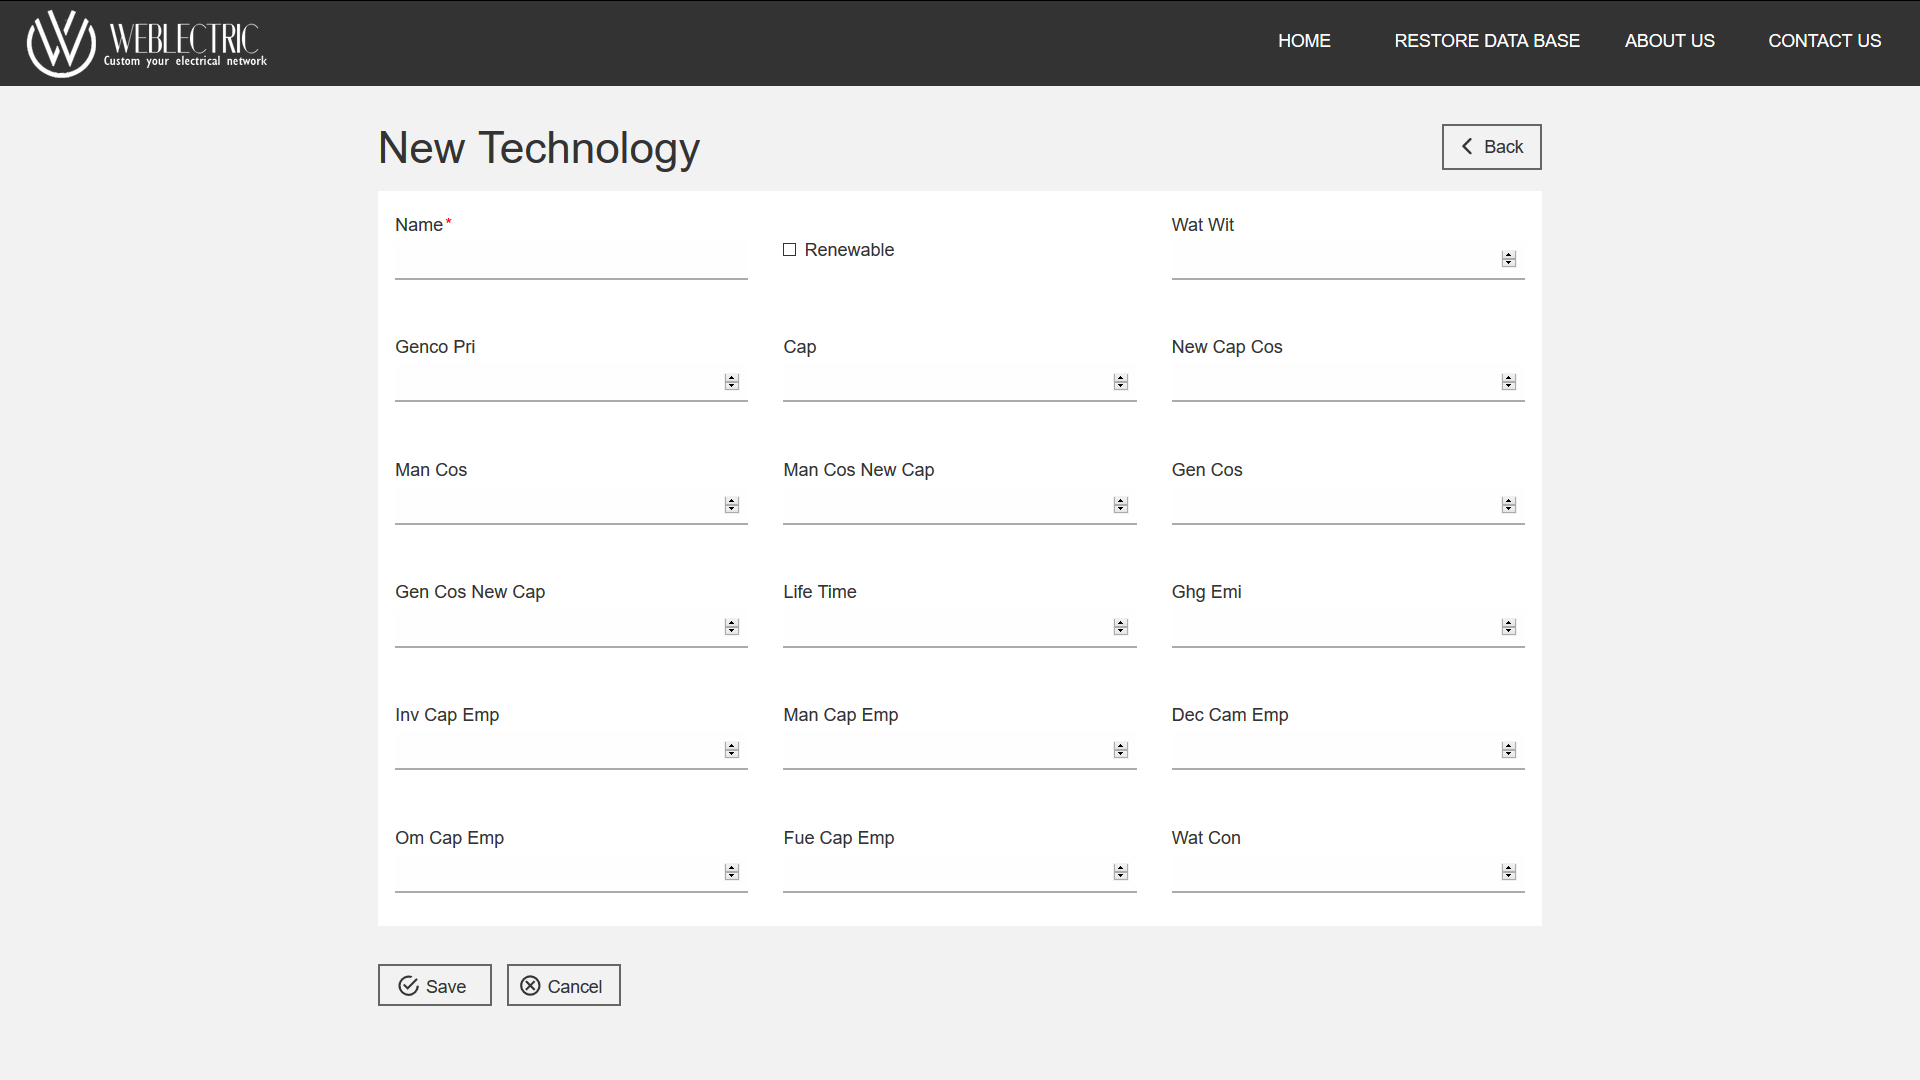 WEBLECTRIC
Custom your electrical network
HOME RESTORE DATA BASE ABOUT US CONTACT US
New Technology
Back
Name*
Renewable
Wat Wit
Genco Pri
Cap
New Cap Cos
Man Cos
Man Cos New Cap
Gen Cos
Gen Cos New Cap
Life Time
Ghg Emi
Inv Cap Emp
Man Cap Emp
Dec Cam Emp
Om Cap Emp
Fue Cap Emp
Wat Con
Save
Cancel